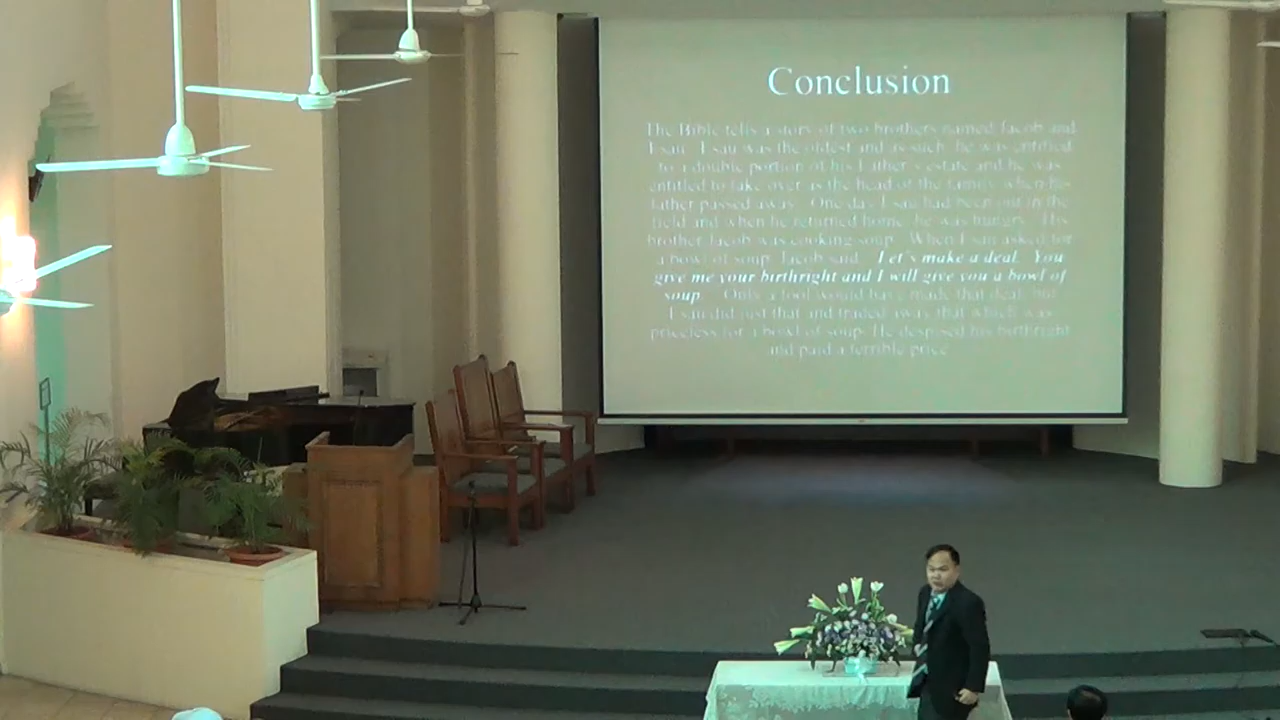 Conclusion
The Bible tells a story of two brothers named Jacob and
Esau. Esau was the oldest and as such, he was entitled
to a double portion of his father's estate and he was
entitled to take over as the head of the family when his
father passed away. One day Esau had been out in the
field and when he returned home, he was hungry. His
brother Jacob was cooking soup. When Esau asked for
a bowl of soup, Jacob said, Let's make a deal. You
give me your birthright and I will give you a bowl of
soup. Only a fool would have made that deal, but
Esau did just that and traded away that which was
priceless for a bowl of soup. He despised his birthright
and paid a terrible price